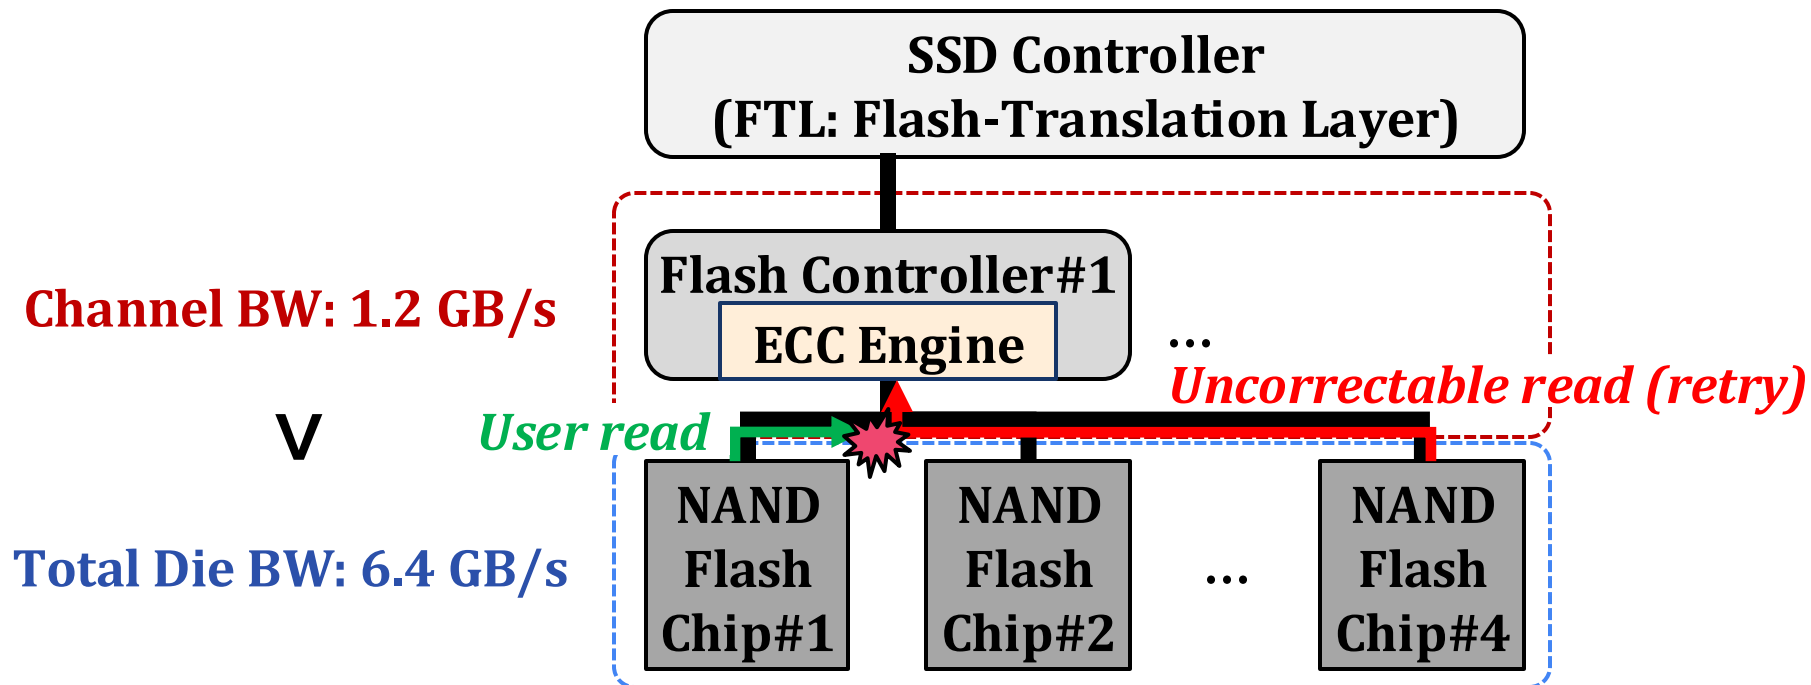 SSD Controller
(FTL: Flash-Translation Layer)
Flash Controller#1
Channel BW: 1.2 GB/s
ECC Engine
...
Uncorrectable read (retry)
User read
V
NAND
Flash
Chip#1
NAND
Flash
Chip#2
...
NAND
Flash
Chip#4
Total Die BW: 6.4 GB/s